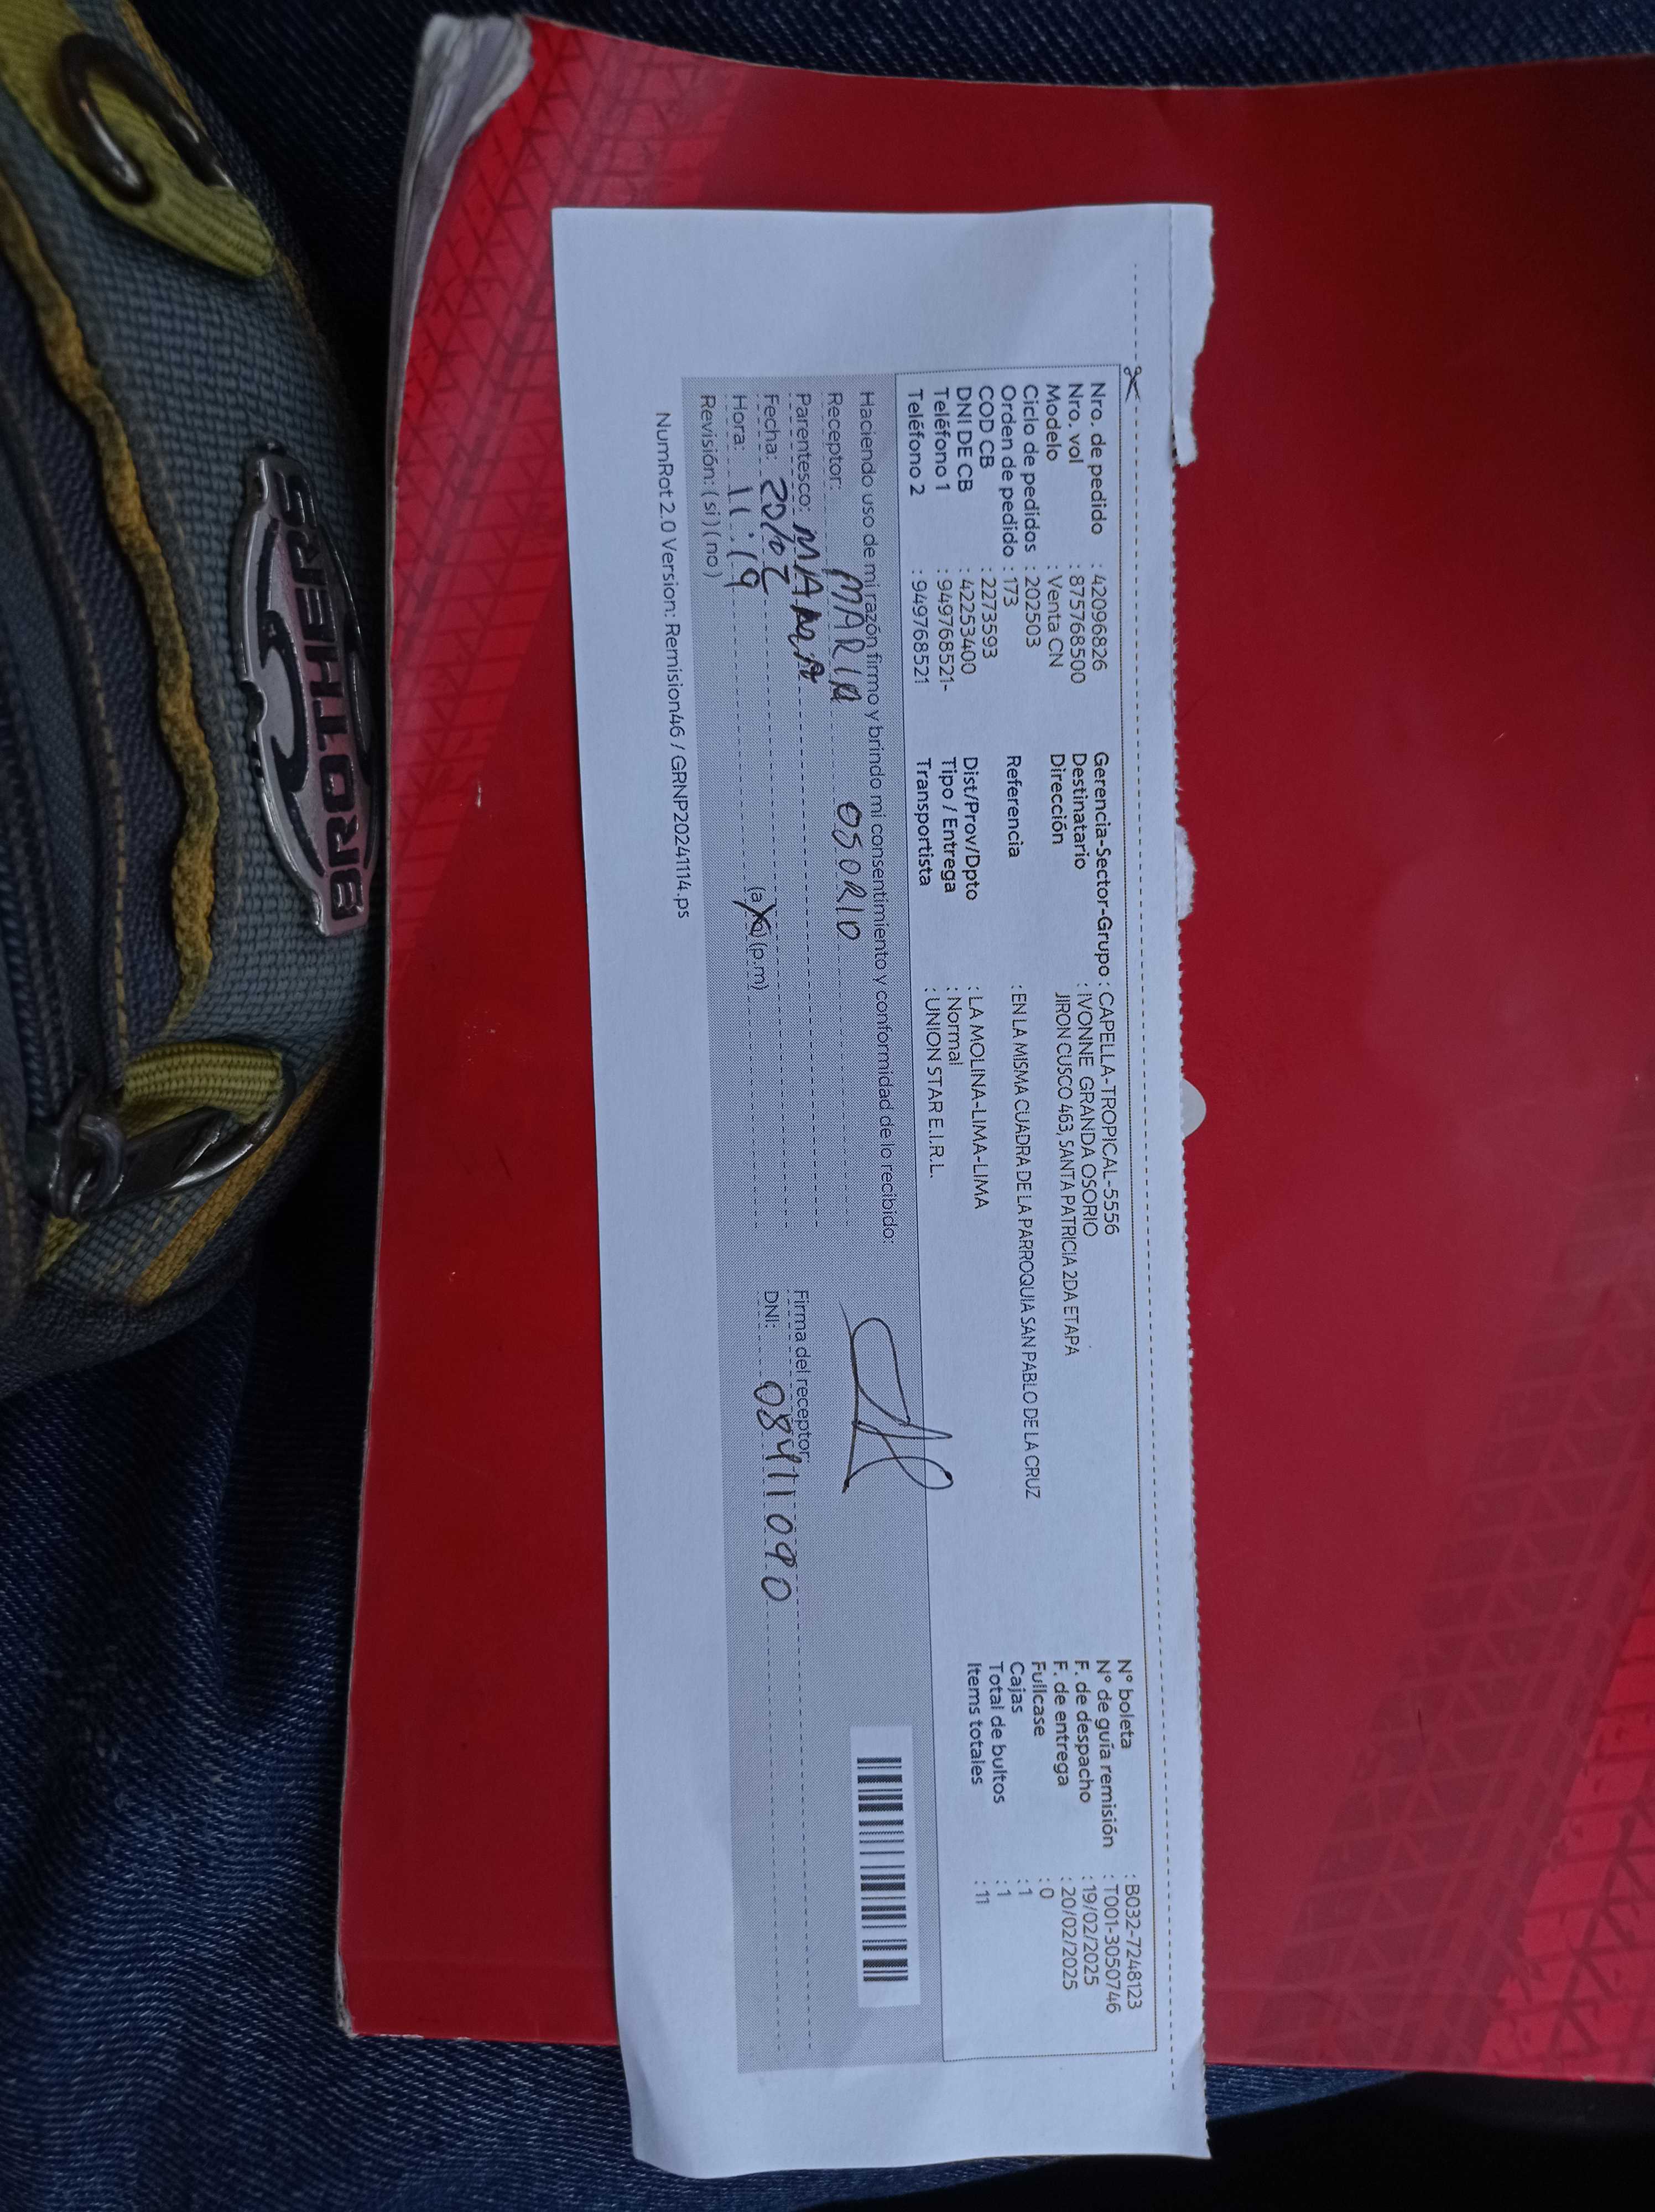 Nro. de pedido : 42096826
Nro. vol : 875768500
Modelo : Venta CN
Ciclo de pedidos : 202503
Orden de pedido : 173
COD CB : 2273593
DNI DE CB : 42253400
Teléfono 1 : 949768521-
Teléfono 2 : 949768521
Gerencia-Sector-Grupo : CAPELLA-TROPICAL-5556
Destinatario : IVONNE GRANDA OSORIO
Dirección JIRON CUSCO 463, SANTA PATRICIA 2DA ETAPA
Referencia : EN LA MISMA CUADRA DE LA PARROQUIA SAN PABLO DE LA CRUZ
Dist/Prov/Dpto : LA MOLINA-LIMA-LIMA
Tipo / Entrega : Normal
Transportista : UNION STAR E.I.R.L.
N° boleta : B032-7248123
N° de guía remisión : T001-3050746
F. de despacho : 19/02/2025
F. de entrega : 20/02/2025
Fullcase : 0
Cajas : 1
Total de bultos : 1
Items totales : 11
Haciendo uso de mi razón firmo y brindo mi consentimiento y conformidad de lo recibido:
Receptor: MARIA OSORIO
Parentesco: MAMA
Fecha: 20/02
Hora: 11:19 (p.m)
Revisión: ( si ) ( no )
Firma del receptor
DNI: 08411090
NumRot 2.0 Version: Remision46 / GRNP20241114.ps
BROTHERS